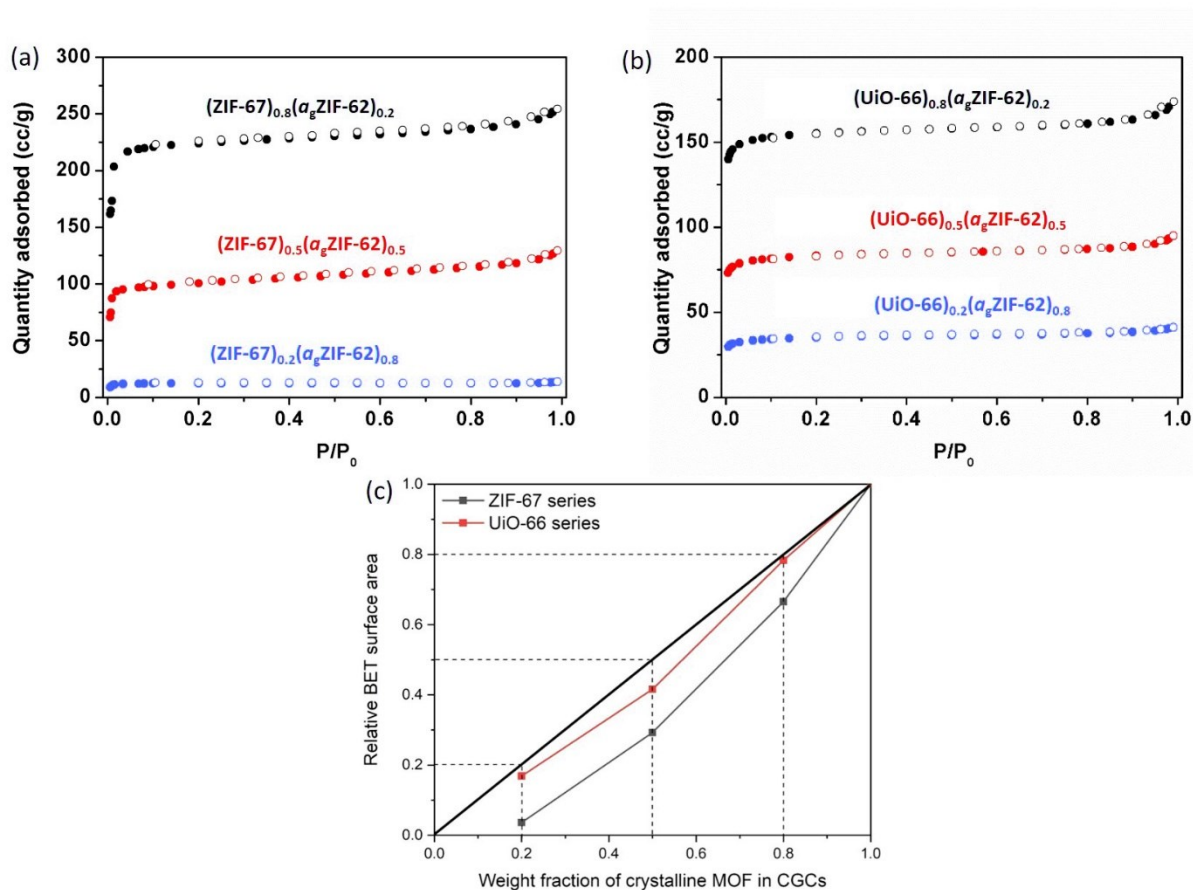 (a)
300
250
200
150
100
50
0
Quantity adsorbed (cc/g)
(ZIF-67)0.8(agZIF-62)0.2
(ZIF-67)0.5(agZIF-62)0.5
(ZIF-67)0.2(agZIF-62)0.8
0.0 0.2 0.4 0.6 0.8 1.0
P/P0
(b)
200
150
100
50
0
Quantity adsorbed (cc/g)
(UiO-66)0.8(agZIF-62)0.2
(UiO-66)0.5(agZIF-62)0.5
(UiO-66)0.2(agZIF-62)0.8
0.0 0.2 0.4 0.6 0.8 1.0
P/P0
(c)
1.0
0.8
0.6
0.4
0.2
0.0
Relative BET surface area
ZIF-67 series
UiO-66 series
0.0 0.2 0.4 0.6 0.8 1.0
Weight fraction of crystalline MOF in CGCs